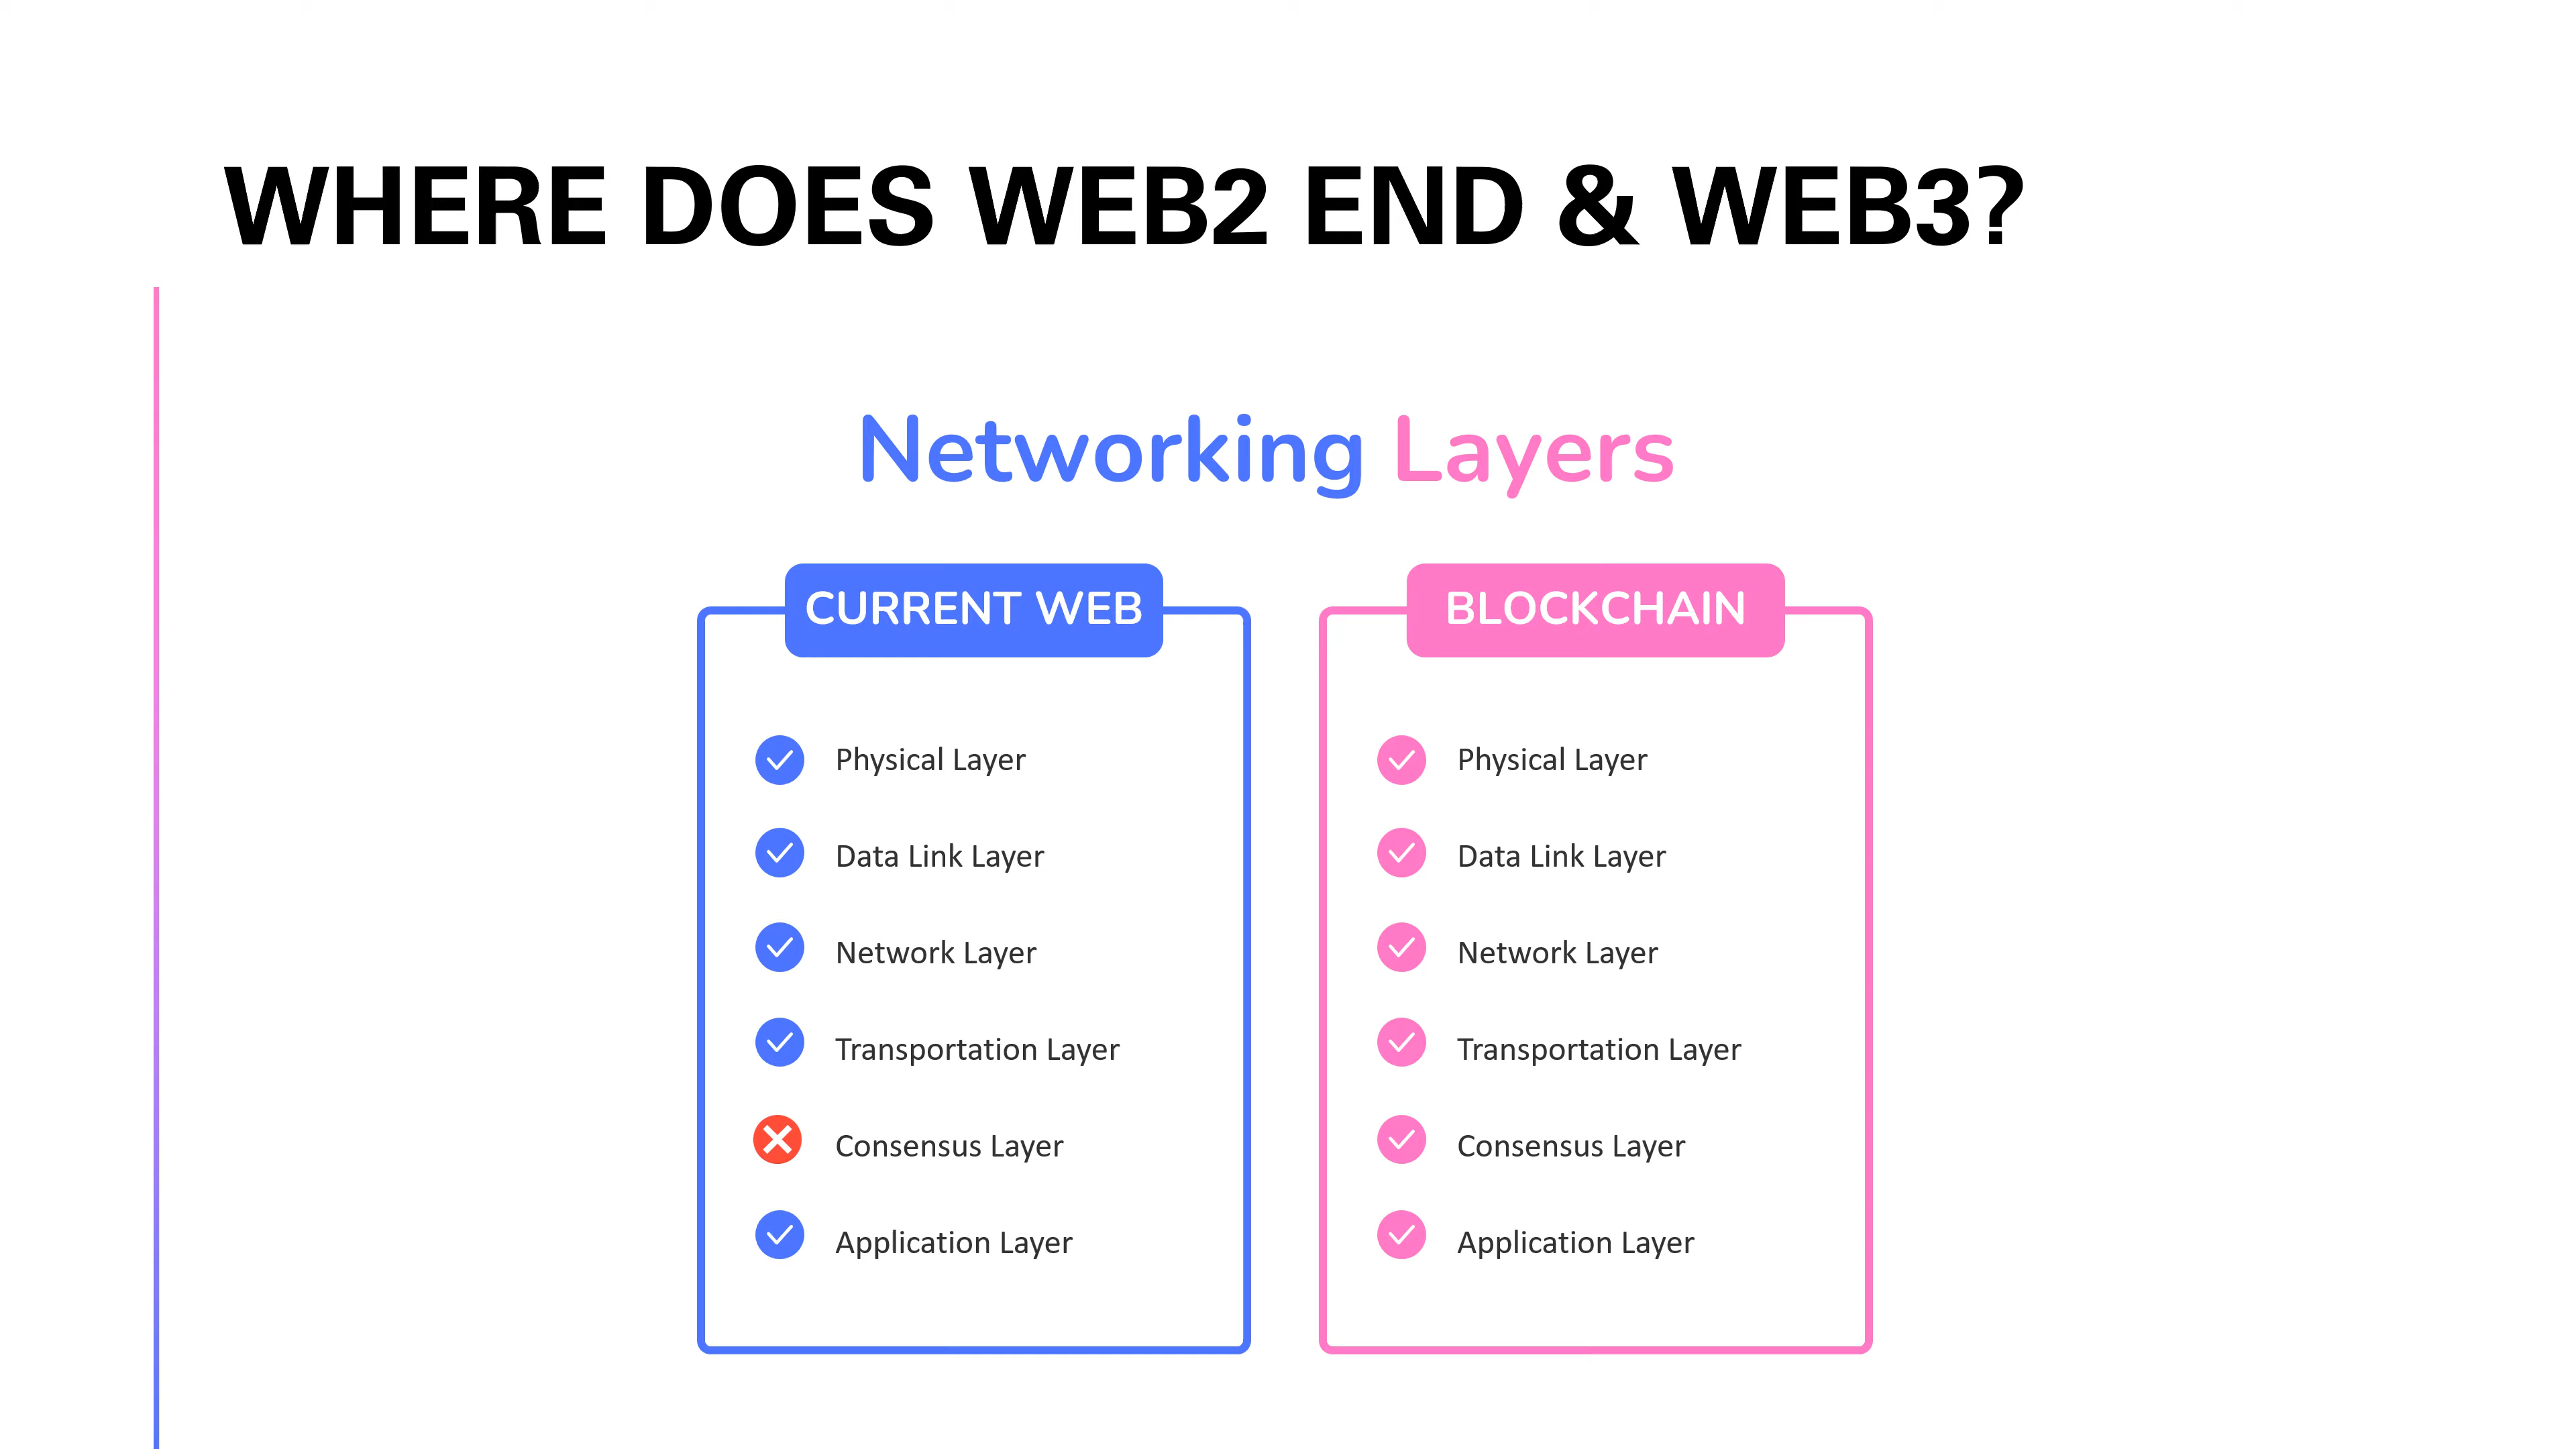 WHERE DOES WEB2 END & WEB3?
Networking Layers
CURRENT WEB
Physical Layer
Data Link Layer
Network Layer
Transportation Layer
Consensus Layer
Application Layer
BLOCKCHAIN
Physical Layer
Data Link Layer
Network Layer
Transportation Layer
Consensus Layer
Application Layer